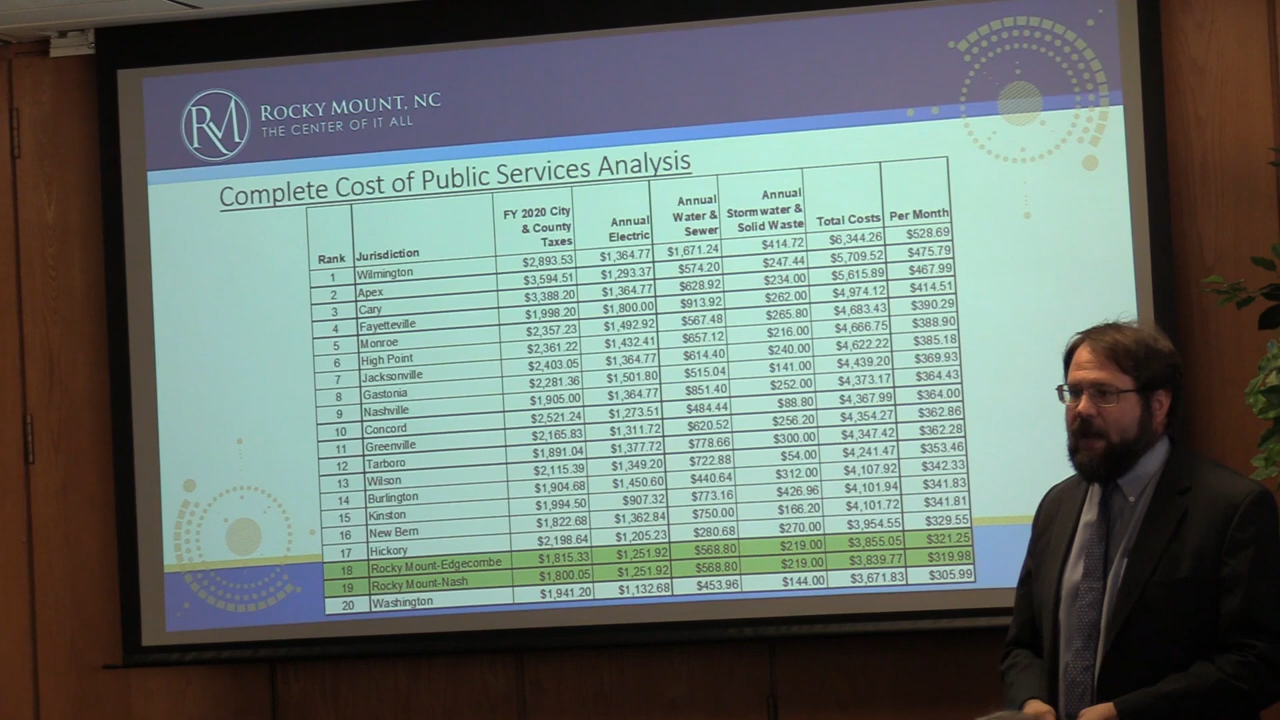 RM ROCKY MOUNT, NC
THE CENTER OF IT ALL
Complete Cost of Public Services Analysis
Rank Jurisdiction FY 2020 City & County Taxes Annual Electric Annual Water & Sewer Annual Stormwater & Solid Waste Total Costs Per Month
1 Wilmington $2,893.53 $1,364.77 $1,671.24 $414.72 $6,344.26 $528.69
2 Apex $3,594.51 $1,293.37 $574.20 $247.44 $5,709.52 $475.79
3 Cary $3,388.20 $1,364.77 $628.92 $234.00 $5,615.89 $467.99
4 Fayetteville $1,998.20 $1,800.00 $913.92 $262.00 $4,974.12 $414.51
5 Monroe $2,357.23 $1,492.92 $567.48 $265.80 $4,683.43 $390.29
6 High Point $2,361.22 $1,432.41 $657.12 $216.00 $4,666.75 $388.90
7 Jacksonville $2,403.05 $1,364.77 $614.40 $240.00 $4,622.22 $385.18
8 Gastonia $2,281.36 $1,501.80 $515.04 $141.00 $4,439.20 $369.93
9 Nashville $1,905.00 $1,364.77 $851.40 $252.00 $4,373.17 $364.43
10 Concord $2,521.24 $1,273.51 $484.44 $88.80 $4,367.99 $364.00
11 Greenville $2,165.83 $1,311.72 $620.52 $256.20 $4,354.27 $362.86
12 Tarboro $1,891.04 $1,377.72 $778.66 $300.00 $4,347.42 $362.28
13 Wilson $2,115.39 $1,349.20 $722.88 $54.00 $4,241.47 $353.46
14 Burlington $1,904.68 $1,450.60 $440.64 $312.00 $4,107.92 $342.33
15 Kinston $1,994.50 $907.32 $773.16 $426.96 $4,101.94 $341.83
16 New Bern $1,822.68 $1,362.84 $750.00 $166.20 $4,101.72 $341.81
17 Hickory $2,198.64 $1,205.23 $280.68 $270.00 $3,954.55 $329.55
18 Rocky Mount-Edgecombe $1,815.33 $1,251.92 $568.80 $219.00 $3,855.05 $321.25
19 Rocky Mount-Nash $1,800.05 $1,251.92 $568.80 $219.00 $3,839.77 $319.98
20 Washington $1,941.20 $1,132.68 $453.96 $144.00 $3,671.83 $305.99